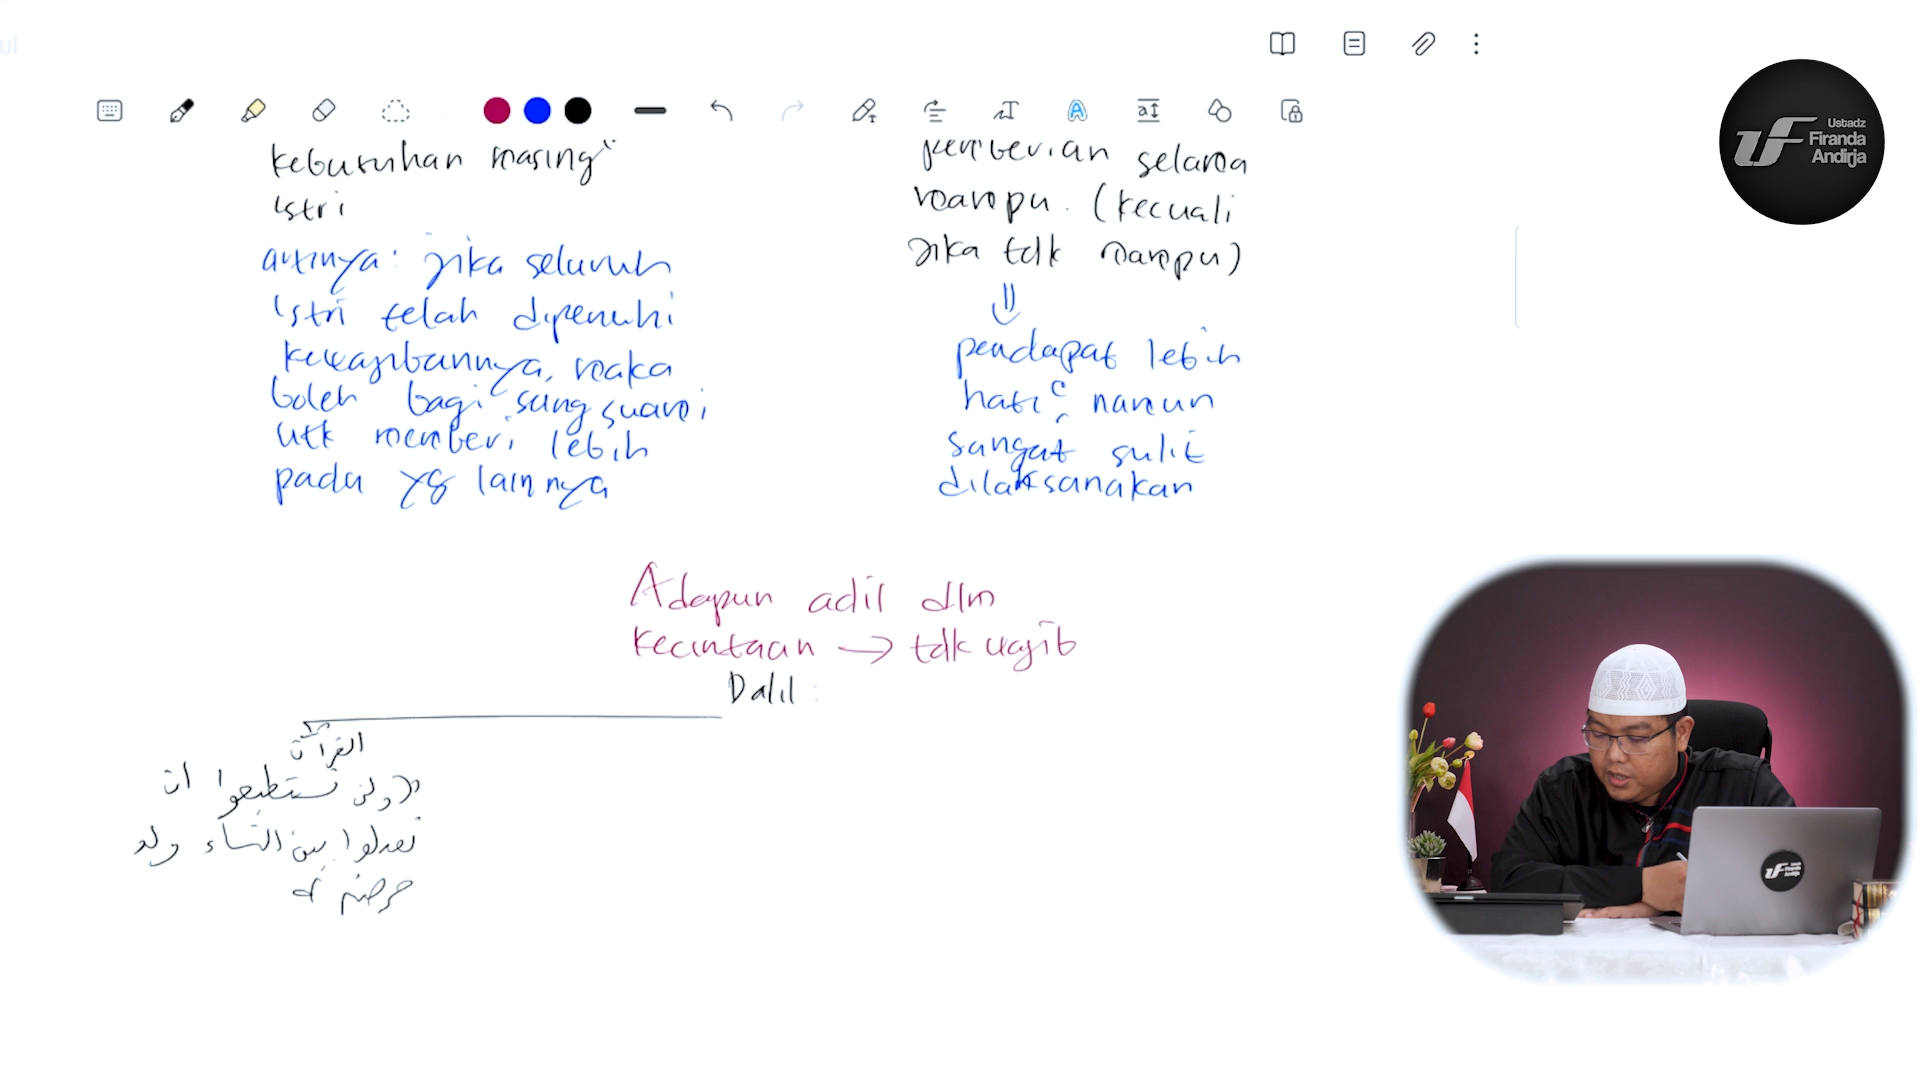 Ustadz
Firanda
Andirja
kebutuhan masing²
istri
artinya: jika seluruh
istri telah dipenuhi
kewajibannya, maka
boleh bagi sang suami
utk memberi lebih
pada yg lainnya
pemberian selama
mampu. (kecuali
jika tdk mampu)
pendapat lebih
hati² namun
sangat sulit
dilaksanakan
Adapun adil dlm
kecintaan → tdk wajib
Dalil :
القرآن
"ولن تستطيعوا ان
تعدلوا بين النساء ولو
حرصتم"